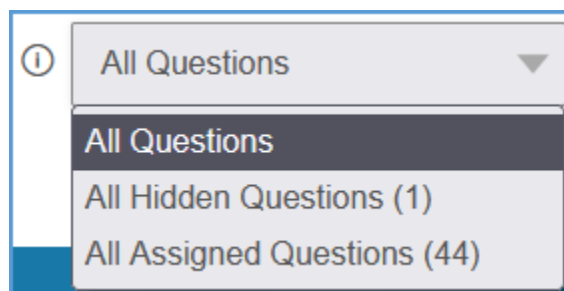 All Questions
All Questions
All Hidden Questions (1)
All Assigned Questions (44)